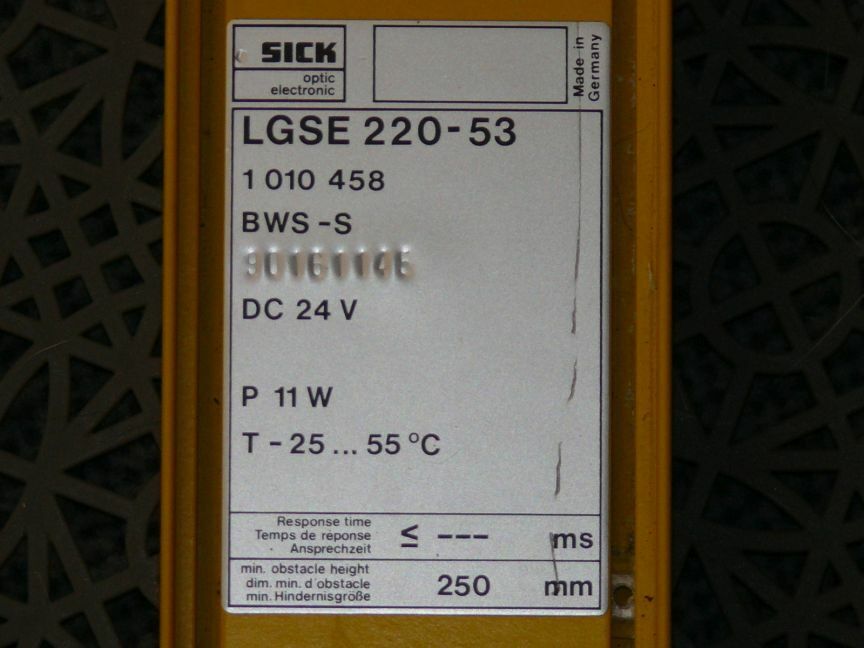 SICK
optic
electronic
Made in
Germany
LGSE 220-53
1 010 458
BWS -S
DC 24 V
P 11 W
T -25 ... 55 °C
Response time
Temps de réponse
Ansprechzeit
≤ --- ms
min. obstacle height
dim. min. d'obstacle
min. Hindernisgröße
250 mm